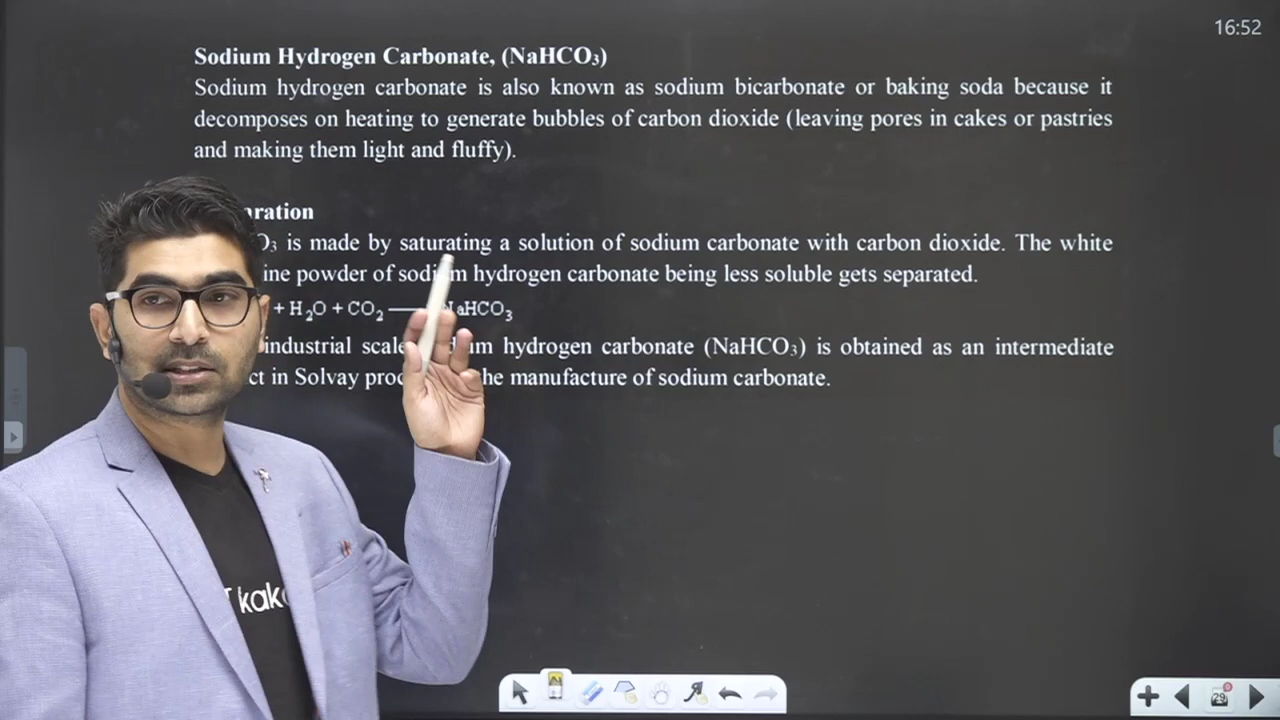 16:52
Sodium Hydrogen Carbonate, (NaHCO₃)
Sodium hydrogen carbonate is also known as sodium bicarbonate or baking soda because it
decomposes on heating to generate bubbles of carbon dioxide (leaving pores in cakes or pastries
and making them light and fluffy).
aration
O₃ is made by saturating a solution of sodium carbonate with carbon dioxide. The white
ine powder of sodium hydrogen carbonate being less soluble gets separated.
+ H₂O + CO₂ ⟶ NaHCO₃
industrial scale hydrogen carbonate (NaHCO₃) is obtained as an intermediate
ct in Solvay the manufacture of sodium carbonate.
kak
29